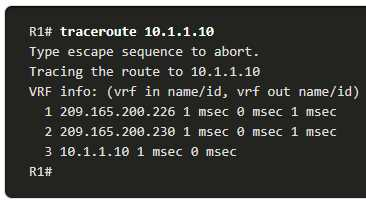 R1# traceroute 10.1.1.10
Type escape sequence to abort.
Tracing the route to 10.1.1.10
VRF info: (vrf in name/id, vrf out name/id)
1 209.165.200.226 1 msec 0 msec 1 msec
2 209.165.200.230 1 msec 0 msec 1 msec
3 10.1.1.10 1 msec 0 msec
R1#